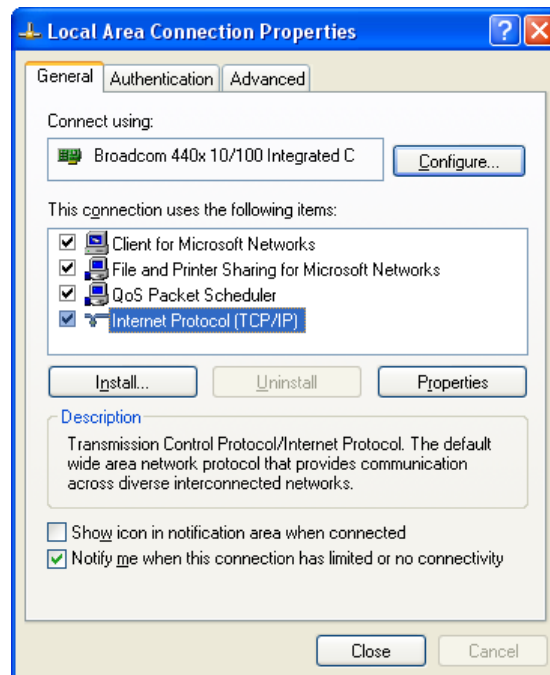 Local Area Connection Properties
General
Authentication
Advanced
Connect using:
Broadcom 440x 10/100 Integrated C
Configure...
This connection uses the following items:
Client for Microsoft Networks
File and Printer Sharing for Microsoft Networks
QoS Packet Scheduler
Internet Protocol (TCP/IP)
Install...
Uninstall
Properties
Description
Transmission Control Protocol/Internet Protocol. The default
wide area network protocol that provides communication
across diverse interconnected networks.
Show icon in notification area when connected
Notify me when this connection has limited or no connectivity
Close
Cancel